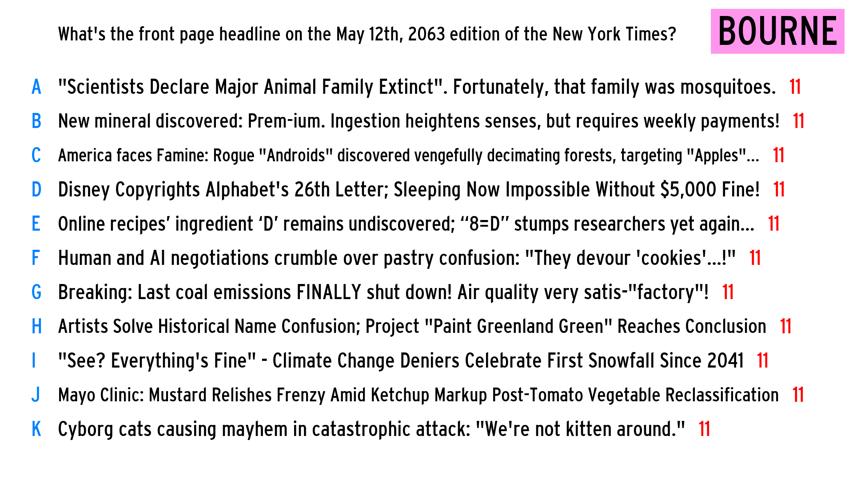 What's the front page headline on the May 12th, 2063 edition of the New York Times? BOURNE
A "Scientists Declare Major Animal Family Extinct". Fortunately, that family was mosquitoes. 11
B New mineral discovered: Prem-ium. Ingestion heightens senses, but requires weekly payments! 11
C America faces Famine: Rogue "Androids" discovered vengefully decimating forests, targeting "Apples"... 11
D Disney Copyrights Alphabet's 26th Letter; Sleeping Now Impossible Without $5,000 Fine! 11
E Online recipes’ ingredient ‘D’ remains undiscovered; “8=D” stumps researchers yet again... 11
F Human and AI negotiations crumble over pastry confusion: "They devour 'cookies'...!" 11
G Breaking: Last coal emissions FINALLY shut down! Air quality very satis-"factory"! 11
H Artists Solve Historical Name Confusion; Project "Paint Greenland Green" Reaches Conclusion 11
I "See? Everything's Fine" - Climate Change Deniers Celebrate First Snowfall Since 2041 11
J Mayo Clinic: Mustard Relishes Frenzy Amid Ketchup Markup Post-Tomato Vegetable Reclassification 11
K Cyborg cats causing mayhem in catastrophic attack: "We're not kitten around." 11